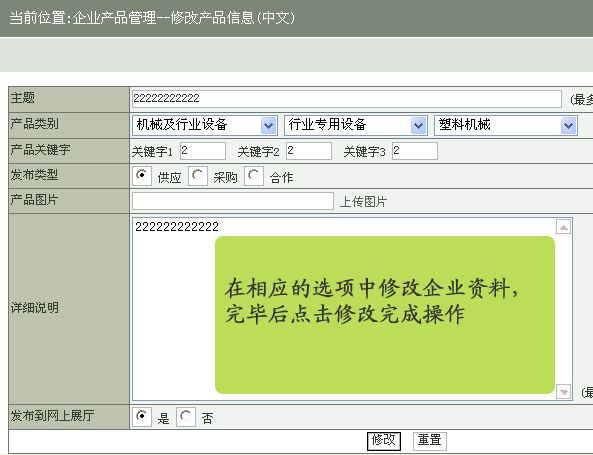 当前位置:企业产品管理--修改产品信息(中文)
主题 22222222222 (最多
产品类别 机械及行业设备 行业专用设备 塑料机械
产品关键字 关键字1 2 关键字2 2 关键字3 2
发布类型 供应 采购 合作
产品图片 上传图片
详细说明 222222222222
在相应的选项中修改企业资料，
完毕后点击修改完成操作
(最
发布到网上展厅 是 否
修改 重置